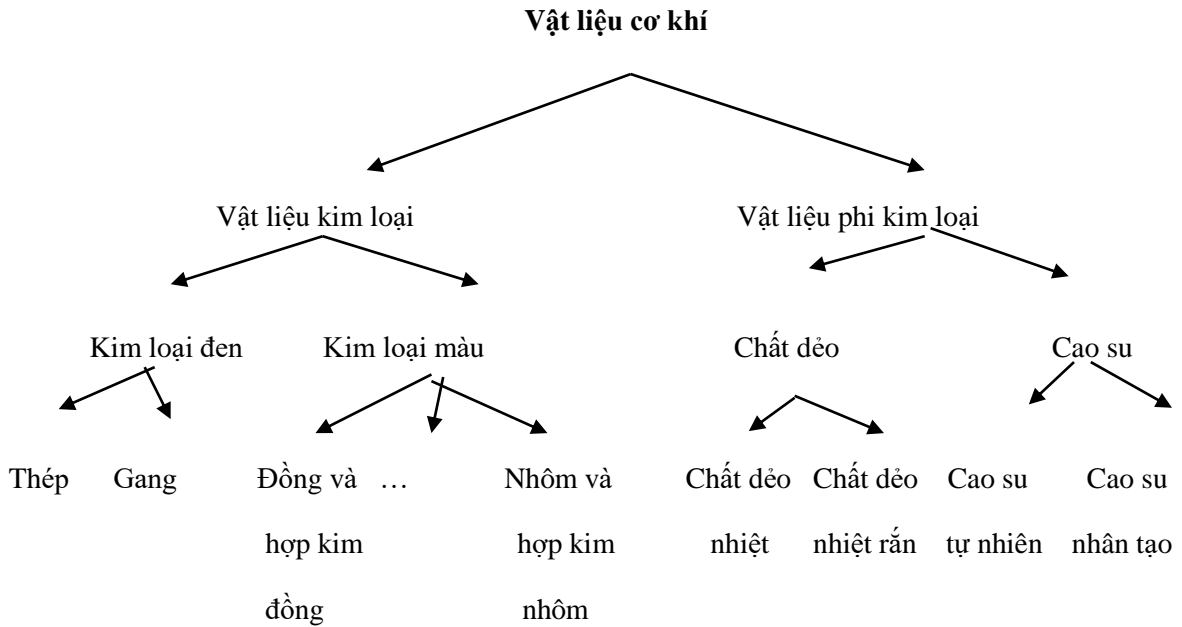 Vật liệu cơ khí
Vật liệu kim loại Vật liệu phi kim loại
Kim loại đen Kim loại màu Chất dẻo Cao su
Thép Gang Đồng và … Nhôm và Chất dẻo Chất dẻo Cao su Cao su
hợp kim hợp kim nhiệt nhiệt rắn tự nhiên nhân tạo
đồng nhôm